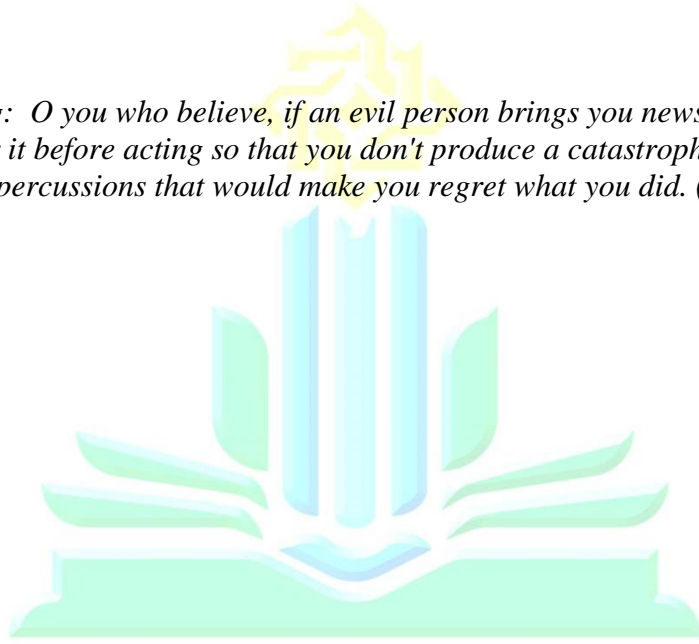 : O you who believe, if an evil person brings you news
it before acting so that you don't produce a catastroph
percussions that would make you regret what you did. (